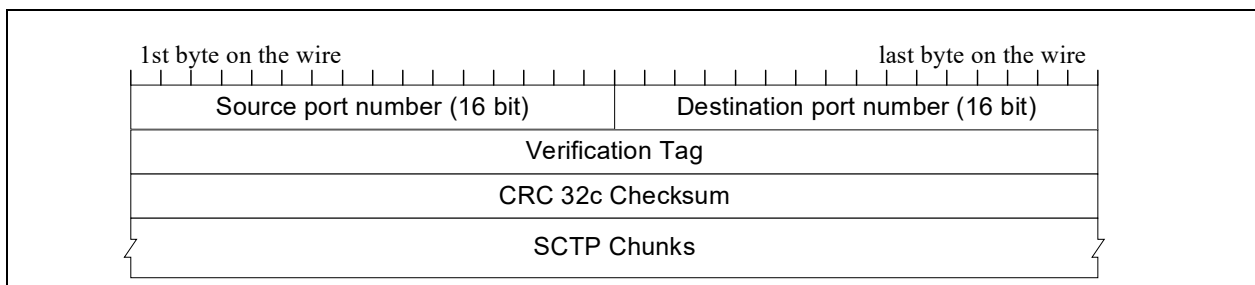 1st byte on the wire last byte on the wire
Source port number (16 bit) Destination port number (16 bit)
Verification Tag
CRC 32c Checksum
SCTP Chunks